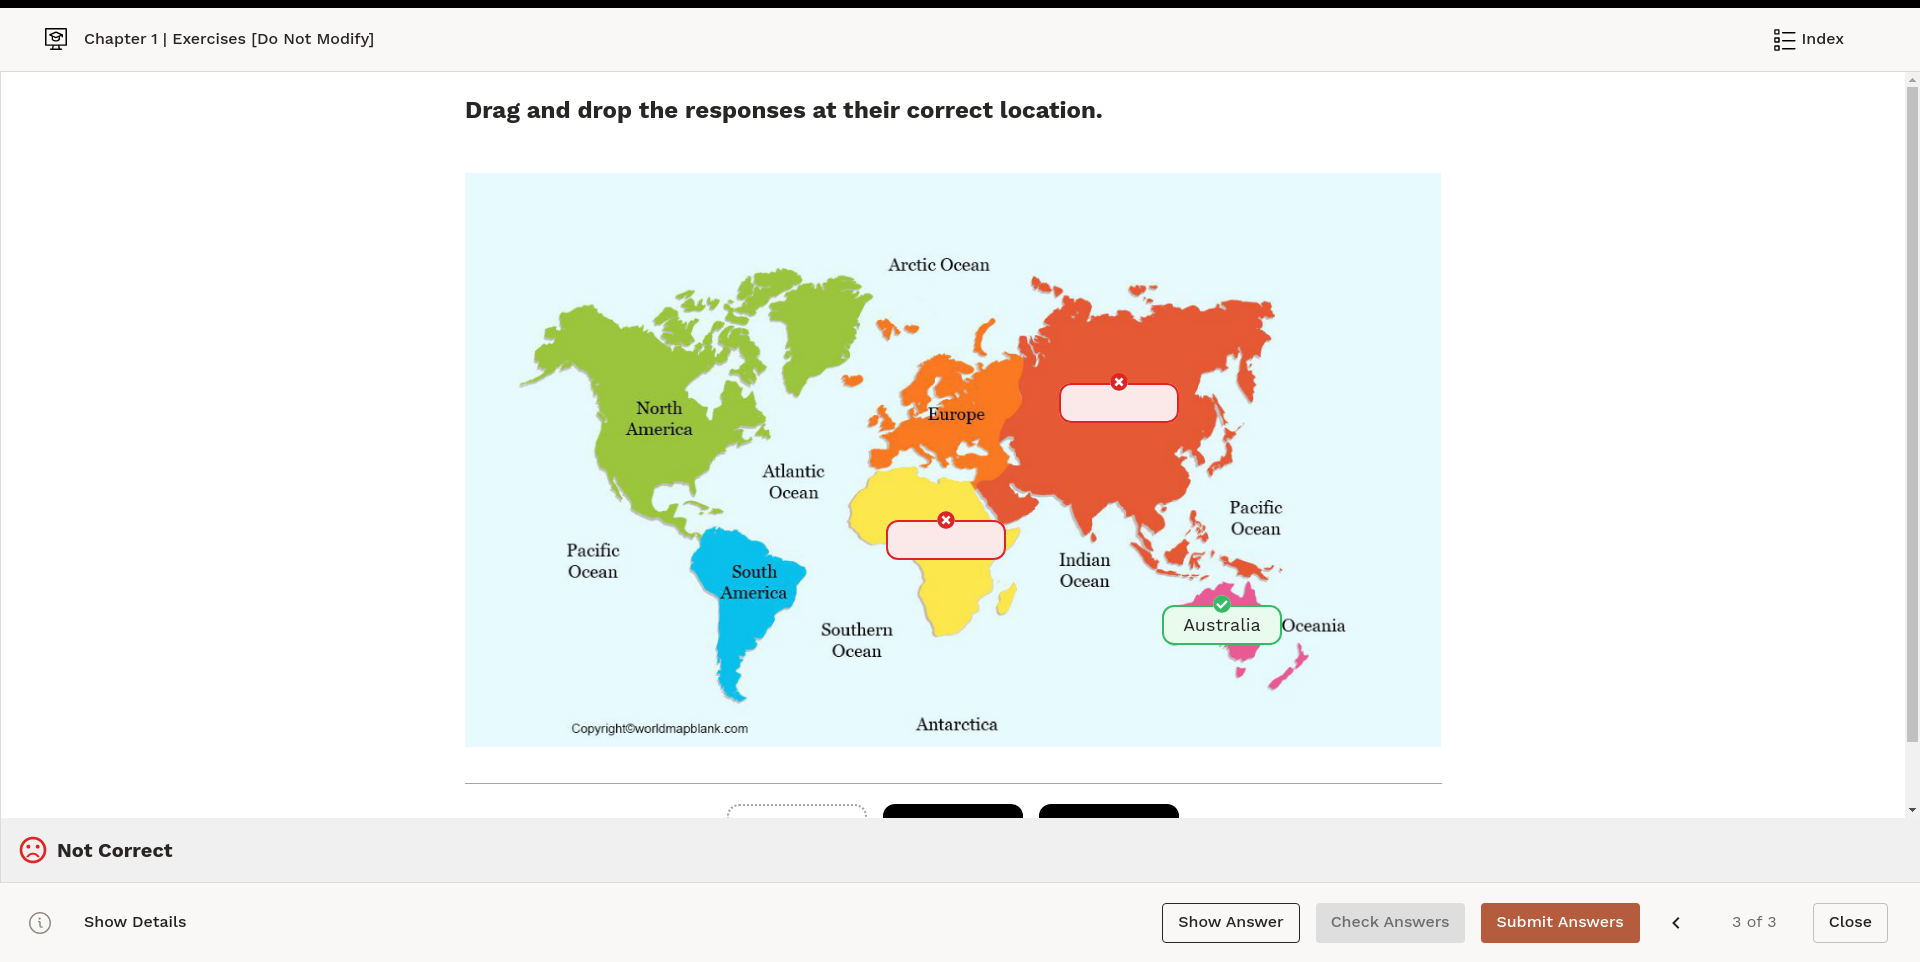 Chapter 1 | Exercises [Do Not Modify]
Index
Drag and drop the responses at their correct location.
Arctic Ocean
North
America
Europe
Atlantic
Ocean
Pacific
Ocean
Pacific
Ocean
Indian
Ocean
South
America
Southern
Ocean
Australia
Oceania
Antarctica
Copyright©worldmapblank.com
Not Correct
Show Details
Show Answer
Check Answers
Submit Answers
3 of 3
Close